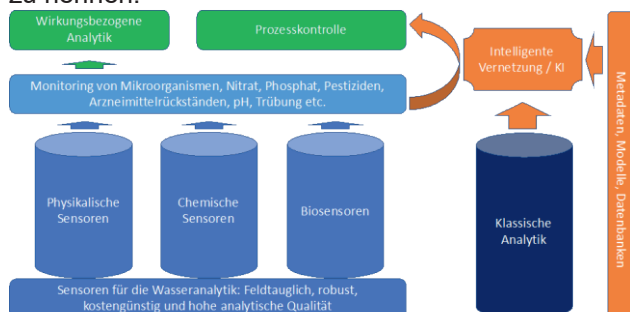 zu nennen.
Wirkungsbezogene
Analytik
Prozesskontrolle
Intelligente
Vernetzung / KI
Monitoring von Mikroorganismen, Nitrat, Phosphat, Pestiziden,
Arzneimittelrückständen, pH, Trübung etc.
Metadaten, Modelle, Datenbanken
Physikalische
Sensoren
Chemische
Sensoren
Biosensoren
Klassische
Analytik
Sensoren für die Wasseranalytik: Feldtauglich, robust,
kostengünstig und hohe analytische Qualität